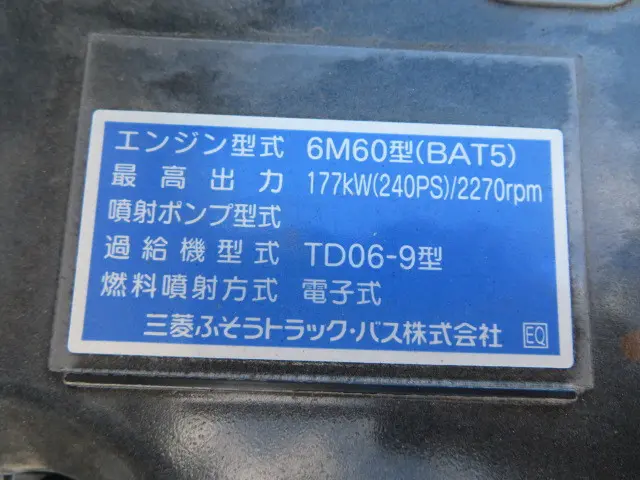 エンジン型式 6M60型(BAT5)
最高出力 177kW(240PS)/2270rpm
噴射ポンプ型式
過給機型式 TD06-9型
燃料噴射方式 電子式
三菱ふそうトラック・バス株式会社 EQ